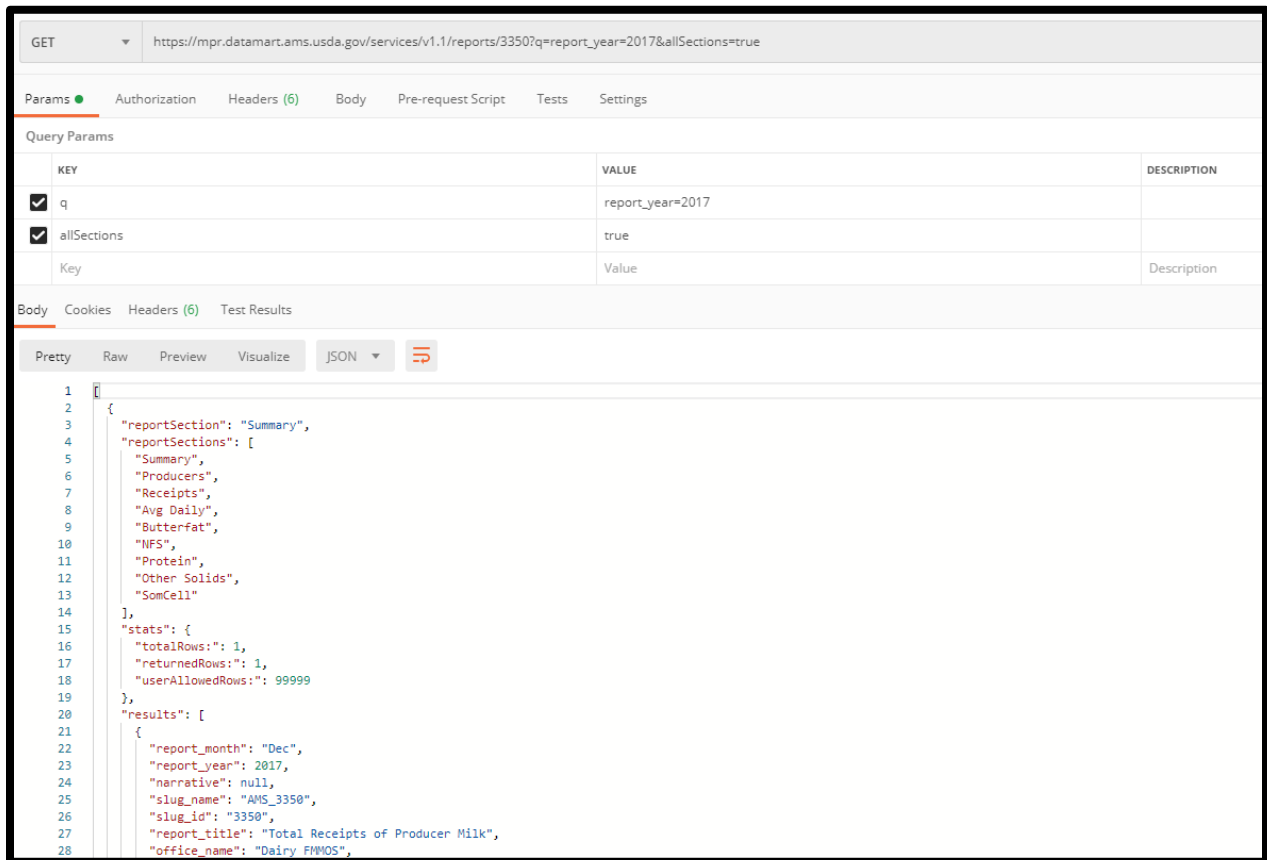 GET https://mpr.datamart.ams.usda.gov/services/v1.1/reports/3350?q=report_year=2017&allSections=true
Params Authorization Headers (6) Body Pre-request Script Tests Settings
Query Params
KEY VALUE DESCRIPTION
q report_year=2017
allSections true
Key Value Description
Body Cookies Headers (6) Test Results
Pretty Raw Preview Visualize JSON
1 [
2 {
3 "reportSection": "Summary",
4 "reportSections": [
5 "Summary",
6 "Producers",
7 "Receipts",
8 "Avg Daily",
9 "Butterfat",
10 "NFS",
11 "Protein",
12 "Other Solids",
13 "SomCell"
14 ],
15 "stats": {
16 "totalRows:": 1,
17 "returnedRows:": 1,
18 "userAllowedRows:": 99999
19 },
20 "results": [
21 {
22 "report_month": "Dec",
23 "report_year": 2017,
24 "narrative": null,
25 "slug_name": "AMS_3350",
26 "slug_id": "3350",
27 "report_title": "Total Receipts of Producer Milk",
28 "office_name": "Dairy FMMOS",